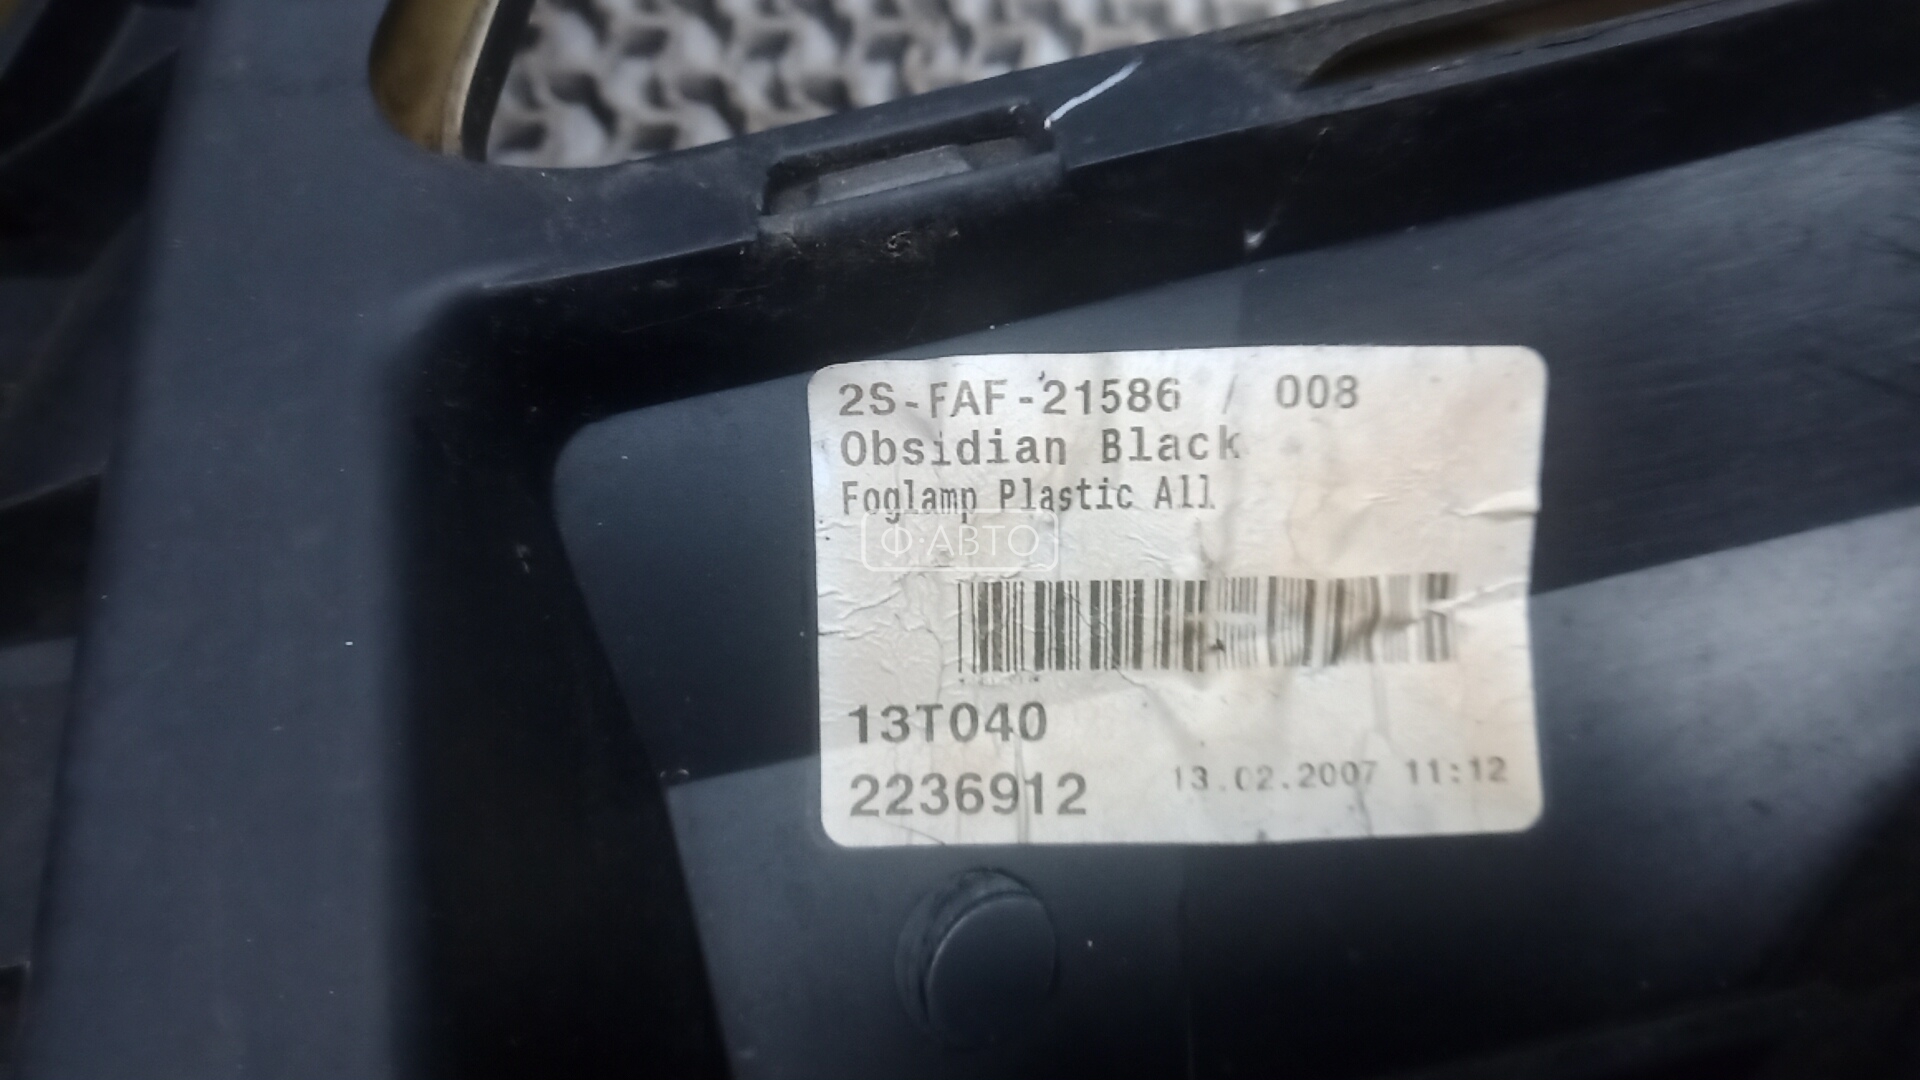 2S-FAF-21586 / 008
Obsidian Black
Foglamp Plastic All
Ф·АВТО
13T040
2236912
13.02.2007 11:12